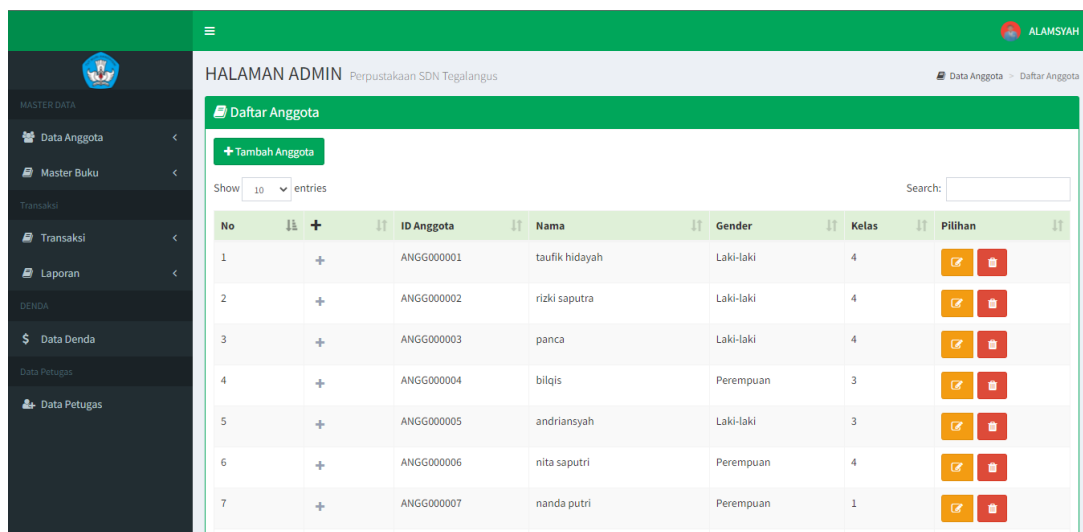 ALAMSYAH
HALAMAN ADMIN Perpustakaan SDN Tegalangus
Data Anggota > Daftar Anggota
MASTER DATA
Data Anggota
Master Buku
Transaksi
Transaksi
Laporan
DENDA
$ Data Denda
Data Petugas
Data Petugas
Daftar Anggota
+ Tambah Anggota
Show 10 entries
Search:
No + ID Anggota Nama Gender Kelas Pilihan
1 + ANGG000001 taufik hidayah Laki-laki 4
2 + ANGG000002 rizki saputra Laki-laki 4
3 + ANGG000003 panca Laki-laki 4
4 + ANGG000004 bilqis Perempuan 3
5 + ANGG000005 andriansyah Laki-laki 3
6 + ANGG000006 nita saputri Perempuan 4
7 + ANGG000007 nanda putri Perempuan 1